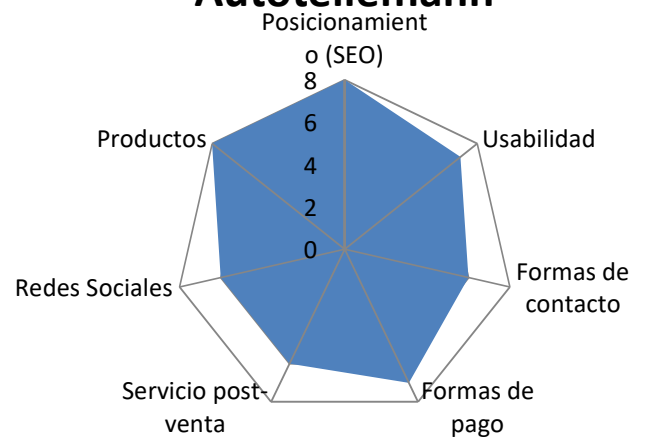 Autoteilemann
Posicionamient
o (SEO)
8
6
4
2
0
Usabilidad
Formas de
contacto
Formas de
pago
Servicio post-
venta
Redes Sociales
Productos